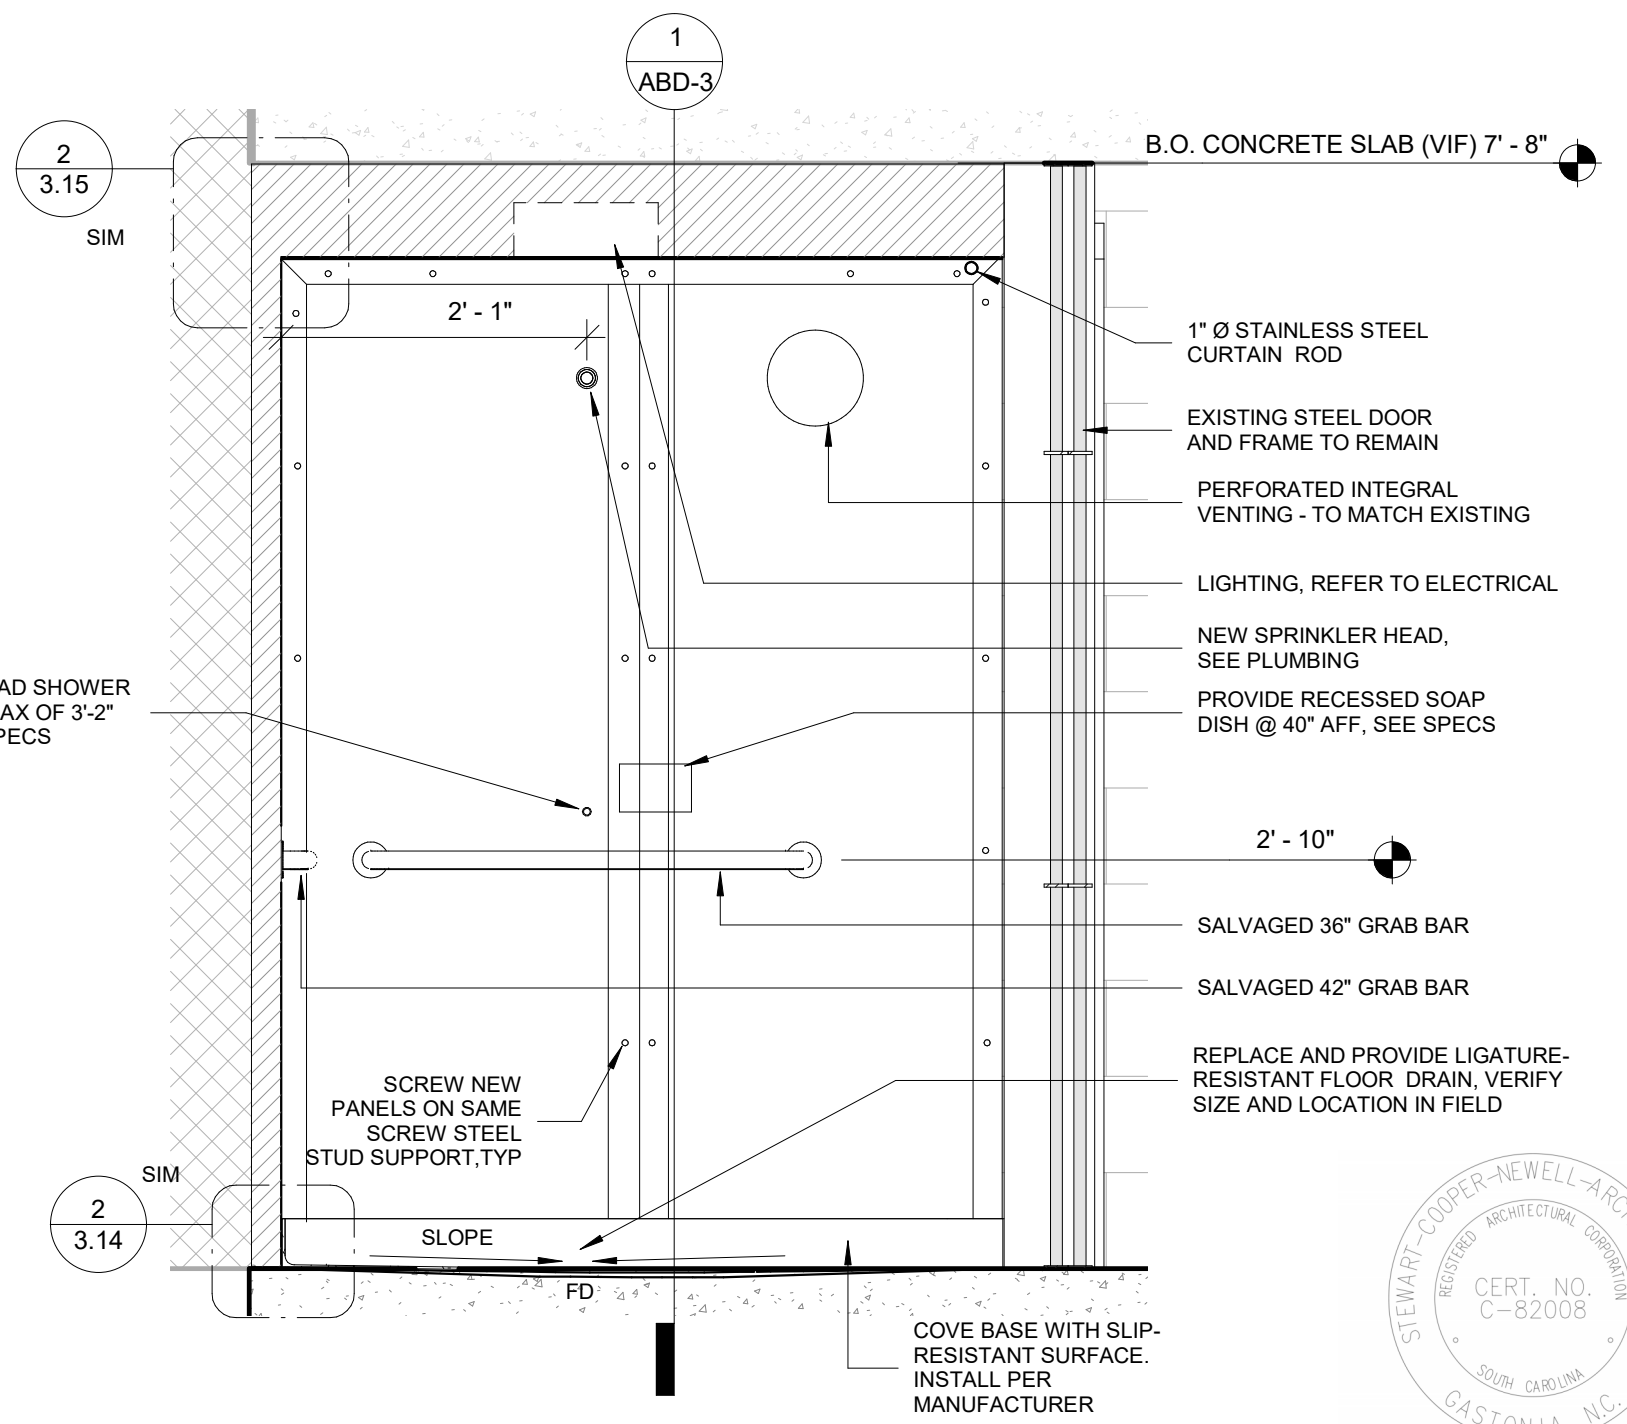 1
ABD-3
B.O. CONCRETE SLAB (VIF) 7' - 8"
2
3.15
SIM
2' - 1"
1" Ø STAINLESS STEEL
CURTAIN ROD
EXISTING STEEL DOOR
AND FRAME TO REMAIN
PERFORATED INTEGRAL
VENTING - TO MATCH EXISTING
LIGHTING, REFER TO ELECTRICAL
NEW SPRINKLER HEAD,
SEE PLUMBING
PROVIDE RECESSED SOAP
DISH @ 40" AFF, SEE SPECS
AD SHOWER
AX OF 3'-2"
PECS
2' - 10"
SALVAGED 36" GRAB BAR
SALVAGED 42" GRAB BAR
REPLACE AND PROVIDE LIGATURE-
RESISTANT FLOOR DRAIN, VERIFY
SIZE AND LOCATION IN FIELD
SCREW NEW
PANELS ON SAME
SCREW STEEL
STUD SUPPORT,TYP
SIM
2
3.14
SLOPE
FD
COVE BASE WITH SLIP-
RESISTANT SURFACE.
INSTALL PER
MANUFACTURER
STEWART-COOPER-NEWELL-ARC
REGISTERED ARCHITECTURAL CORPORATION
CERT. NO.
C-82008
SOUTH CAROLINA
GASTONIA, N.C.